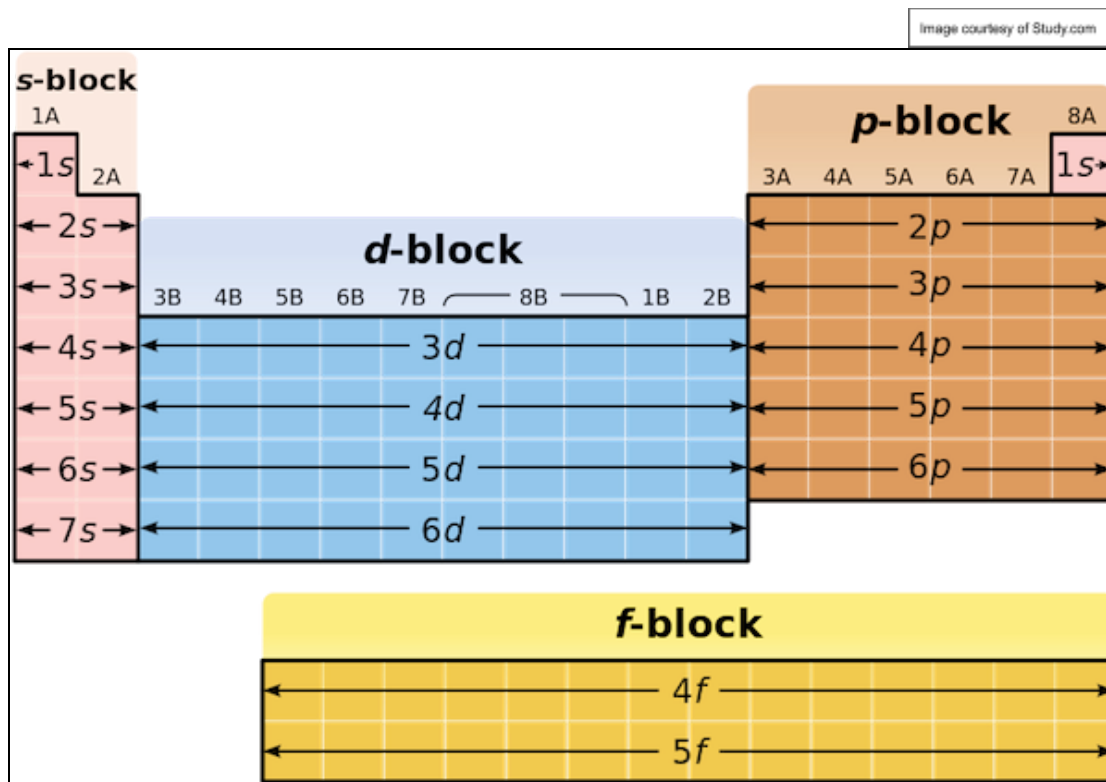 Image courtesy of Study.com
s-block
1A
8A
p-block
1s
1s
2A
3A 4A 5A 6A 7A
2s
2p
d-block
3s
3p
3B 4B 5B 6B 7B 8B 1B 2B
4s
3d
4p
5s
4d
5p
6s
5d
6p
7s
6d
f-block
4f
5f